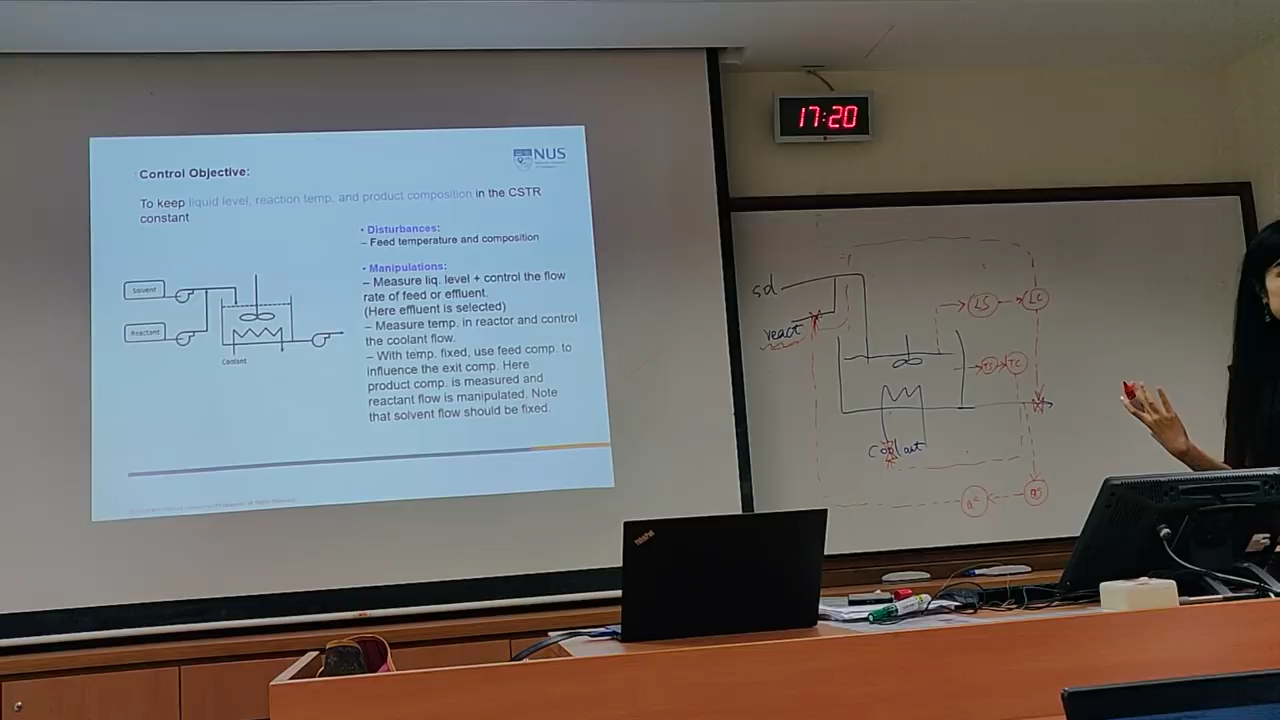 Control Objective:
NUS
To keep liquid level, reaction temp. and product composition in the CSTR
constant
• Disturbances:
– Feed temperature and composition
• Manipulations:
– Measure liq. level + control the flow
rate of feed or effluent.
(Here effluent is selected)
– Measure temp. in reactor and control
the coolant flow.
– With temp. fixed, use feed comp. to
influence the exit comp. Here
product comp. is measured and
reactant flow is manipulated. Note
that solvent flow should be fixed.
Solvent
Reactant
Coolant
17:20
sd
react
LS
LC
TS
TC
coolant
ThinkPad